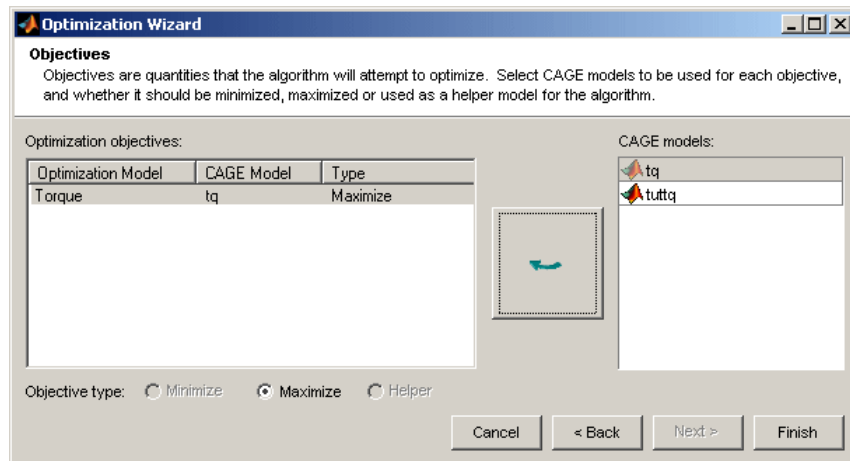 Optimization Wizard
Objectives
Objectives are quantities that the algorithm will attempt to optimize. Select CAGE models to be used for each objective,
and whether it should be minimized, maximized or used as a helper model for the algorithm.
Optimization objectives:
CAGE models:
Optimization Model CAGE Model Type
Torque tq Maximize
tq
tuttq
Objective type: Minimize Maximize Helper
Cancel < Back Next > Finish